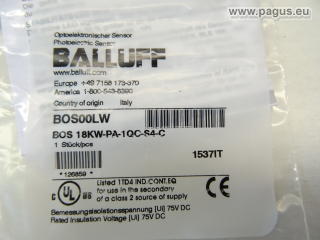 © www.pagus.eu
Optoelektronischer Sensor
Photoelectric Sensor
BALLUFF
www.balluff.com
Europe +49 7158 173-370
America 1-800-543-8390
Country of origin Italy
BOS00LW
BOS 18KW-PA-1QC-S4-C
1 Stück/pcs
1537IT
*126859*
Listed 1TD4 IND.CONT.EQ
for use in the secondary
of a class 2 source of supply
Bemessungsisolationsspannung [Ui] 75V DC
Rated Insulation Voltage [Ui] 75V DC